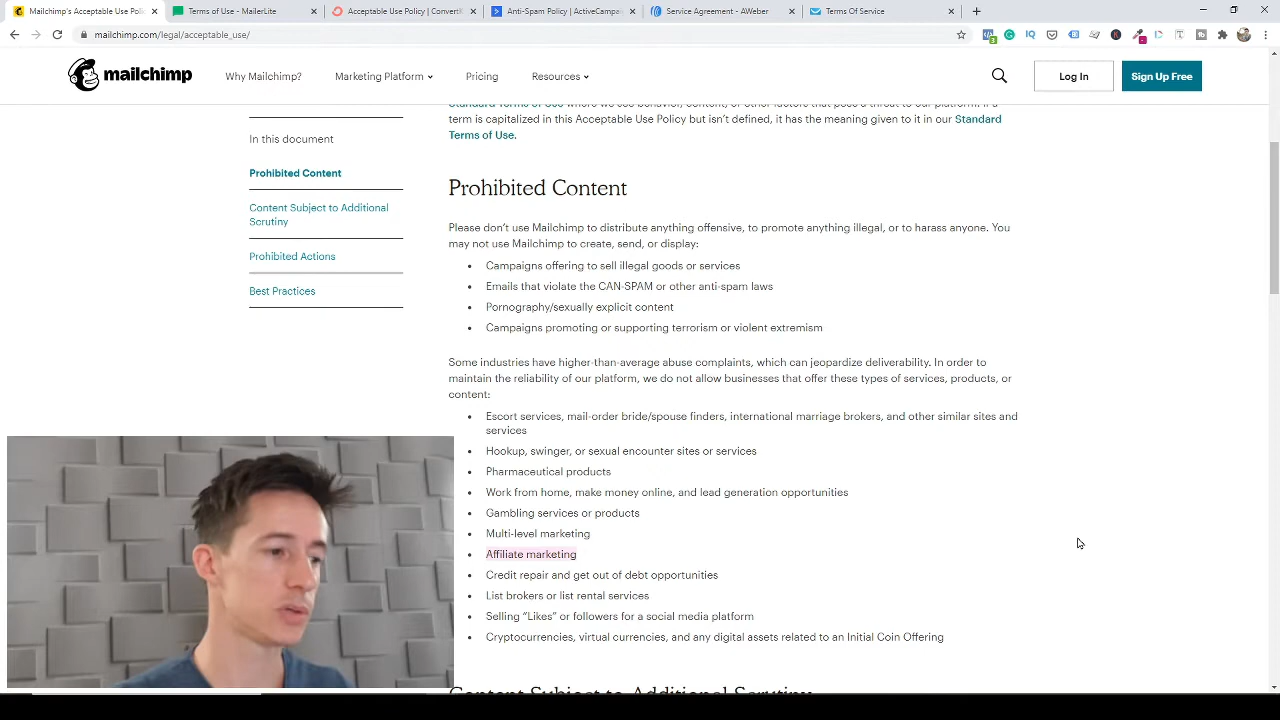 Mailchimp's Acceptable Use Poli
Terms of Use - MailerLite
Acceptable Use Policy | ConvertK
Anti-Spam Policy | ActiveCampai
Service Agreement - AWeber
Terms Of Service
mailchimp.com/legal/acceptable_use/
mailchimp
Why Mailchimp?
Marketing Platform
Pricing
Resources
Log In
Sign Up Free
Standard Terms of Use where we see behavior, content, or other factors that pose a threat to our platform. If a
term is capitalized in this Acceptable Use Policy but isn't defined, it has the meaning given to it in our Standard
Terms of Use.
In this document
Prohibited Content
Content Subject to Additional
Scrutiny
Prohibited Actions
Best Practices
Prohibited Content
Please don't use Mailchimp to distribute anything offensive, to promote anything illegal, or to harass anyone. You
may not use Mailchimp to create, send, or display:
• Campaigns offering to sell illegal goods or services
• Emails that violate the CAN-SPAM or other anti-spam laws
• Pornography/sexually explicit content
• Campaigns promoting or supporting terrorism or violent extremism
Some industries have higher-than-average abuse complaints, which can jeopardize deliverability. In order to
maintain the reliability of our platform, we do not allow businesses that offer these types of services, products, or
content:
• Escort services, mail-order bride/spouse finders, international marriage brokers, and other similar sites and
services
• Hookup, swinger, or sexual encounter sites or services
• Pharmaceutical products
• Work from home, make money online, and lead generation opportunities
• Gambling services or products
• Multi-level marketing
• Affiliate marketing
• Credit repair and get out of debt opportunities
• List brokers or list rental services
• Selling “Likes” or followers for a social media platform
• Cryptocurrencies, virtual currencies, and any digital assets related to an Initial Coin Offering
Content Subject to Additional Scrutiny